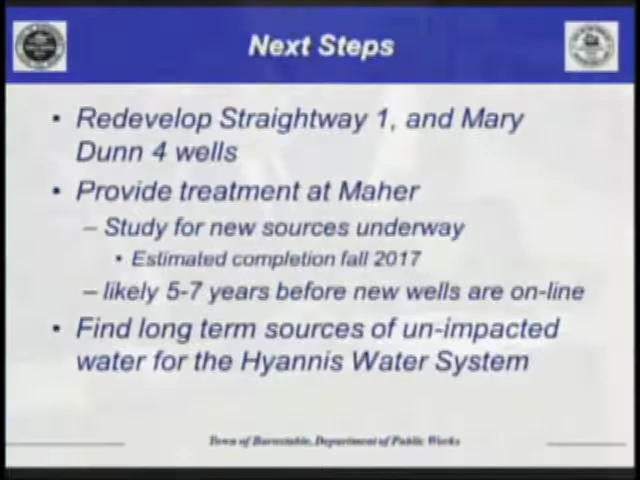 Next Steps
• Redevelop Straightway 1, and Mary
Dunn 4 wells
• Provide treatment at Maher
– Study for new sources underway
• Estimated completion fall 2017
– likely 5-7 years before new wells are on-line
• Find long term sources of un-impacted
water for the Hyannis Water System
Town of Barnstable, Department of Public Works